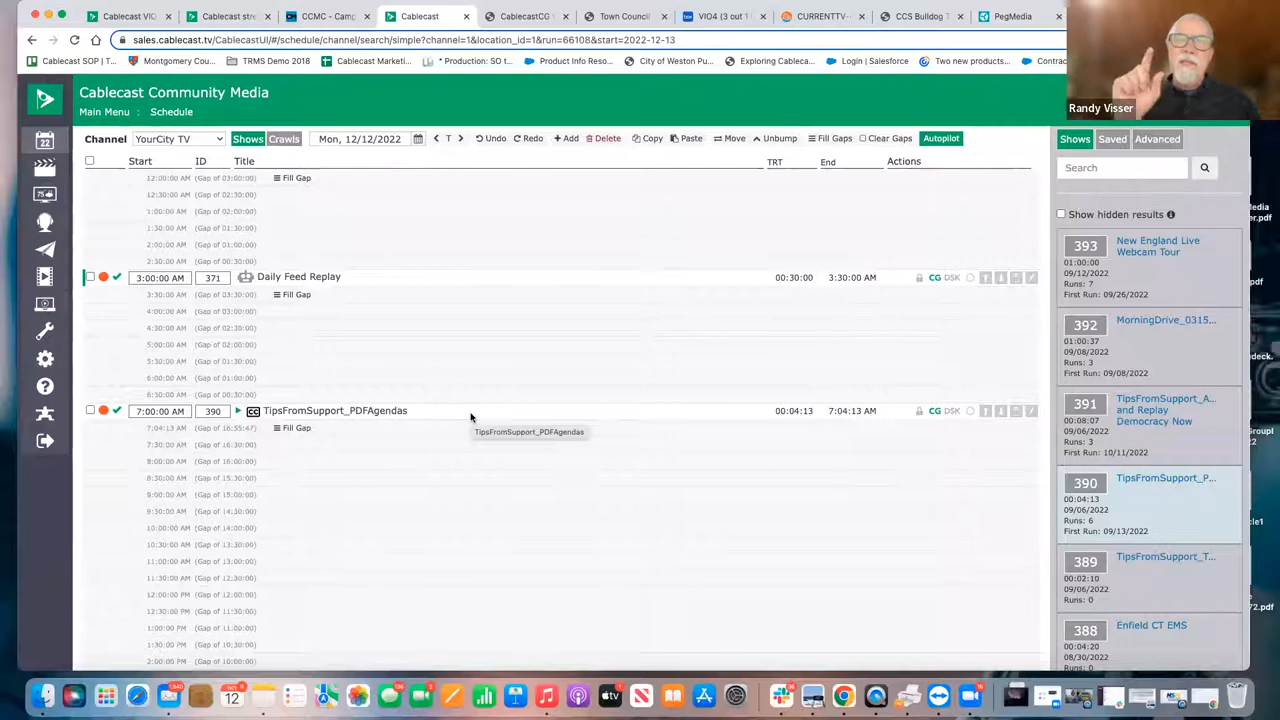 Cablecast VIO
Cablecast stre
CCMC - Camp
Cablecast
CablecastCG
Town Council
VIO4 (3 out 1
CURRENTTV-
CCS Bulldog T
PegMedia
sales.cablecast.tv/CablecastUI/#/schedule/channel/search/simple?channel=1&location_id=1&run=66108&start=2022-12-13
Cablecast SOP | T...
Montgomery Cour...
TRMS Demo 2018
Cablecast Marketi...
* Production: SO t...
Product Info Reso...
City of Weston Pu...
Exploring Cableca...
Login | Salesforce
Two new products...
Contrac
Randy Visser
Cablecast Community Media
Main Menu : Schedule
Channel YourCity TV Shows Crawls Mon, 12/12/2022 T Undo Redo Add Delete Copy Paste Move Unbump Fill Gaps Clear Gaps Autopilot
Start ID Title TRT End Actions
12:00:00 AM (Gap of 03:00:00) Fill Gap
12:30:00 AM (Gap of 02:30:00)
1:00:00 AM (Gap of 02:00:00)
1:30:00 AM (Gap of 01:30:00)
2:00:00 AM (Gap of 01:00:00)
2:30:00 AM (Gap of 00:30:00)
3:00:00 AM 371 Daily Feed Replay 00:30:00 3:30:00 AM CG DSK
3:30:00 AM (Gap of 03:30:00) Fill Gap
4:00:00 AM (Gap of 03:00:00)
4:30:00 AM (Gap of 02:30:00)
5:00:00 AM (Gap of 02:00:00)
5:30:00 AM (Gap of 01:30:00)
6:00:00 AM (Gap of 01:00:00)
6:30:00 AM (Gap of 00:30:00)
7:00:00 AM 390 CC TipsFromSupport_PDFAgendas 00:04:13 7:04:13 AM CG DSK
TipsFromSupport_PDFAgendas
7:04:13 AM (Gap of 16:55:47) Fill Gap
7:30:00 AM (Gap of 16:30:00)
8:00:00 AM (Gap of 16:00:00)
8:30:00 AM (Gap of 15:30:00)
9:00:00 AM (Gap of 15:00:00)
9:30:00 AM (Gap of 14:30:00)
10:00:00 AM (Gap of 14:00:00)
10:30:00 AM (Gap of 13:30:00)
11:00:00 AM (Gap of 13:00:00)
11:30:00 AM (Gap of 12:30:00)
12:00:00 PM (Gap of 12:00:00)
12:30:00 PM (Gap of 11:30:00)
1:00:00 PM (Gap of 11:00:00)
1:30:00 PM (Gap of 10:30:00)
2:00:00 PM (Gap of 10:00:00)
Shows Saved Advanced
Search
Show hidden results
393 New England Live
Webcam Tour
01:00:00
09/12/2022
Runs: 7
First Run: 09/26/2022
392 MorningDrive_0315...
01:00:37
09/08/2022
Runs: 3
First Run: 09/08/2022
391 TipsFromSupport_A...
and Replay
Democracy Now
00:08:07
09/06/2022
Runs: 3
First Run: 10/11/2022
390 TipsFromSupport_P...
00:04:13
09/06/2022
Runs: 6
First Run: 09/13/2022
389 TipsFromSupport_T...
00:02:10
09/06/2022
Runs: 0
388 Enfield CT EMS
00:04:20
08/30/2022
Runs: 0